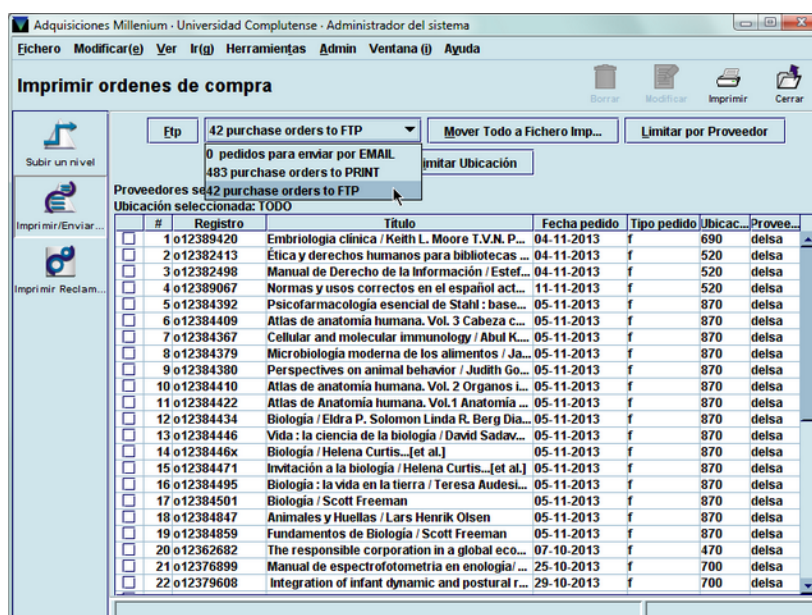 Adquisiciones Millenium · Universidad Complutense · Administrador del sistema
Fichero Modificar(e) Ver Ir(q) Herramientas Admin Ventana (i) Ayuda
Imprimir ordenes de compra
Borrar Modificar Imprimir Cerrar
Subir un nivel
Imprimir/Enviar...
Imprimir Reclam...
Ftp 42 purchase orders to FTP Mover Todo a Fichero Imp... Limitar por Proveedor
0 pedidos para enviar por EMAIL
483 purchase orders to PRINT
42 purchase orders to FTP
imitar Ubicación
Proveedores se
Ubicación seleccionada: TODO
# Registro Título Fecha pedido Tipo pedido Ubicac... Provee...
1 o12389420 Embriologia clínica / Keith L. Moore T.V.N. P... 04-11-2013 f 690 delsa
2 o12382413 Ética y derechos humanos para bibliotecas ... 04-11-2013 f 520 delsa
3 o12382498 Manual de Derecho de la Información / Estef... 04-11-2013 f 520 delsa
4 o12389067 Normas y usos correctos en el español act... 11-11-2013 f 520 delsa
5 o12384392 Psicofarmacología esencial de Stahl : base... 05-11-2013 f 870 delsa
6 o12384409 Atlas de anatomía humana. Vol. 3 Cabeza c... 05-11-2013 f 870 delsa
7 o12384367 Cellular and molecular immunology / Abul K.... 05-11-2013 f 870 delsa
8 o12384379 Microbiología moderna de los alimentos / Ja... 05-11-2013 f 870 delsa
9 o12384380 Perspectives on animal behavior / Judith Go... 05-11-2013 f 870 delsa
10 o12384410 Atlas de anatomía humana. Vol. 2 Organos i... 05-11-2013 f 870 delsa
11 o12384422 Atlas de Anatomía humana. Vol.1 Anatomía ... 05-11-2013 f 870 delsa
12 o12384434 Biología / Eldra P. Solomon Linda R. Berg Dia... 05-11-2013 f 870 delsa
13 o12384446 Vida : la ciencia de la biología / David Sadav... 05-11-2013 f 870 delsa
14 o1238446x Biología / Helena Curtis...[et al.] 05-11-2013 f 870 delsa
15 o12384471 Invitación a la biología / Helena Curtis...[et al.] 05-11-2013 f 870 delsa
16 o12384495 Biología : la vida en la tierra / Teresa Audesi... 05-11-2013 f 870 delsa
17 o12384501 Biología / Scott Freeman 05-11-2013 f 870 delsa
18 o12384847 Animales y Huellas / Lars Henrik Olsen 05-11-2013 f 870 delsa
19 o12384859 Fundamentos de Biología / Scott Freeman 05-11-2013 f 870 delsa
20 o12362682 The responsible corporation in a global eco... 07-10-2013 f 470 delsa
21 o12376899 Manual de espectrofotometria en enología/ ... 25-10-2013 f 700 delsa
22 o12379608 Integration of infant dynamic and postural r... 29-10-2013 f 700 delsa